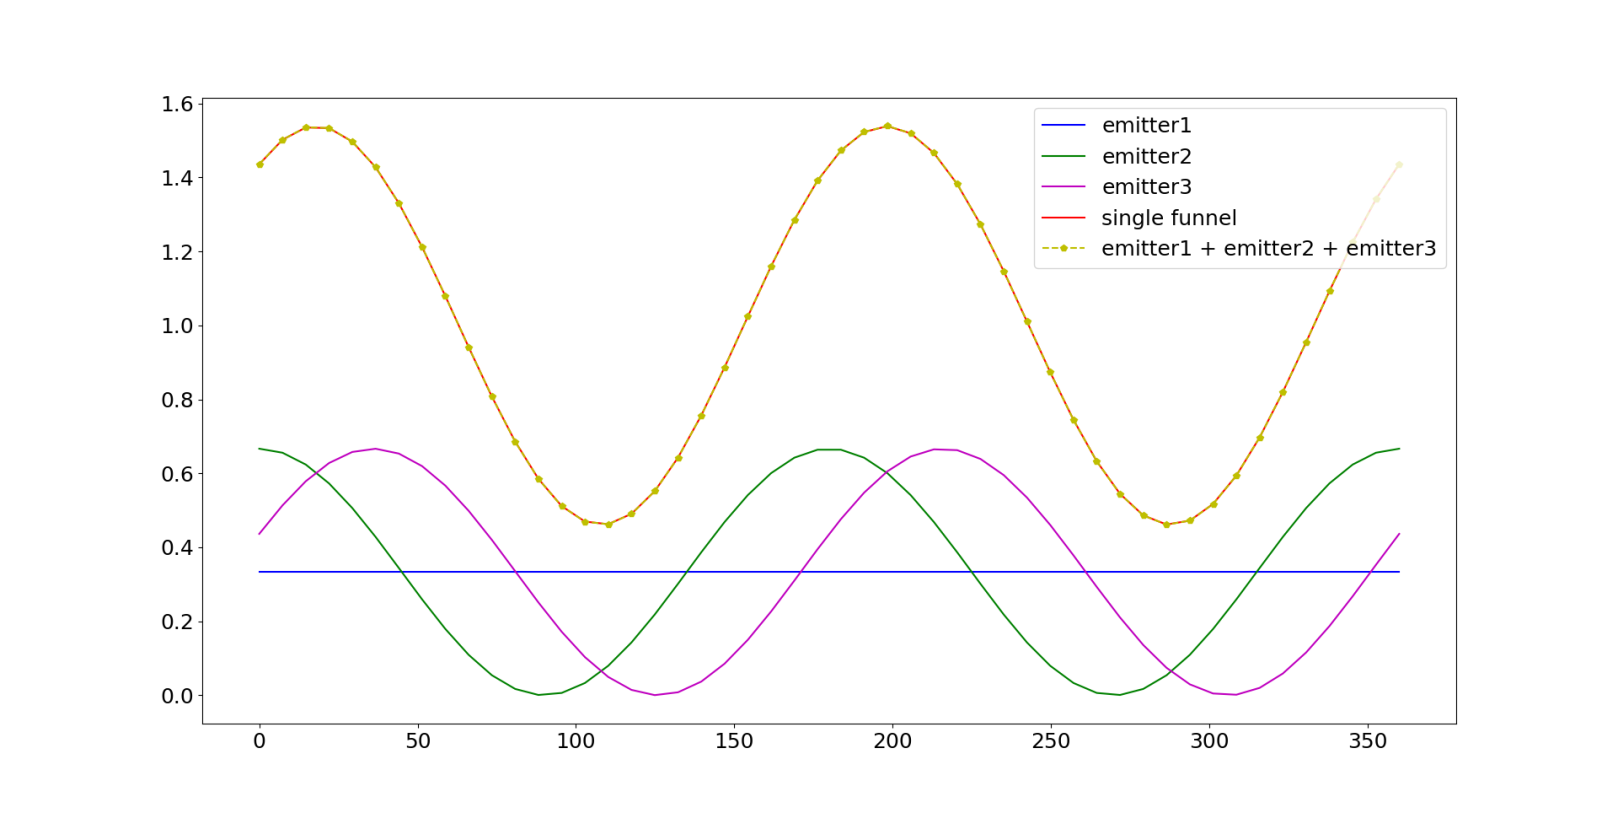 1.6
1.4
1.2
1.0
0.8
0.6
0.4
0.2
0.0
0 50 100 150 200 250 300 350
emitter1
emitter2
emitter3
single funnel
emitter1 + emitter2 + emitter3